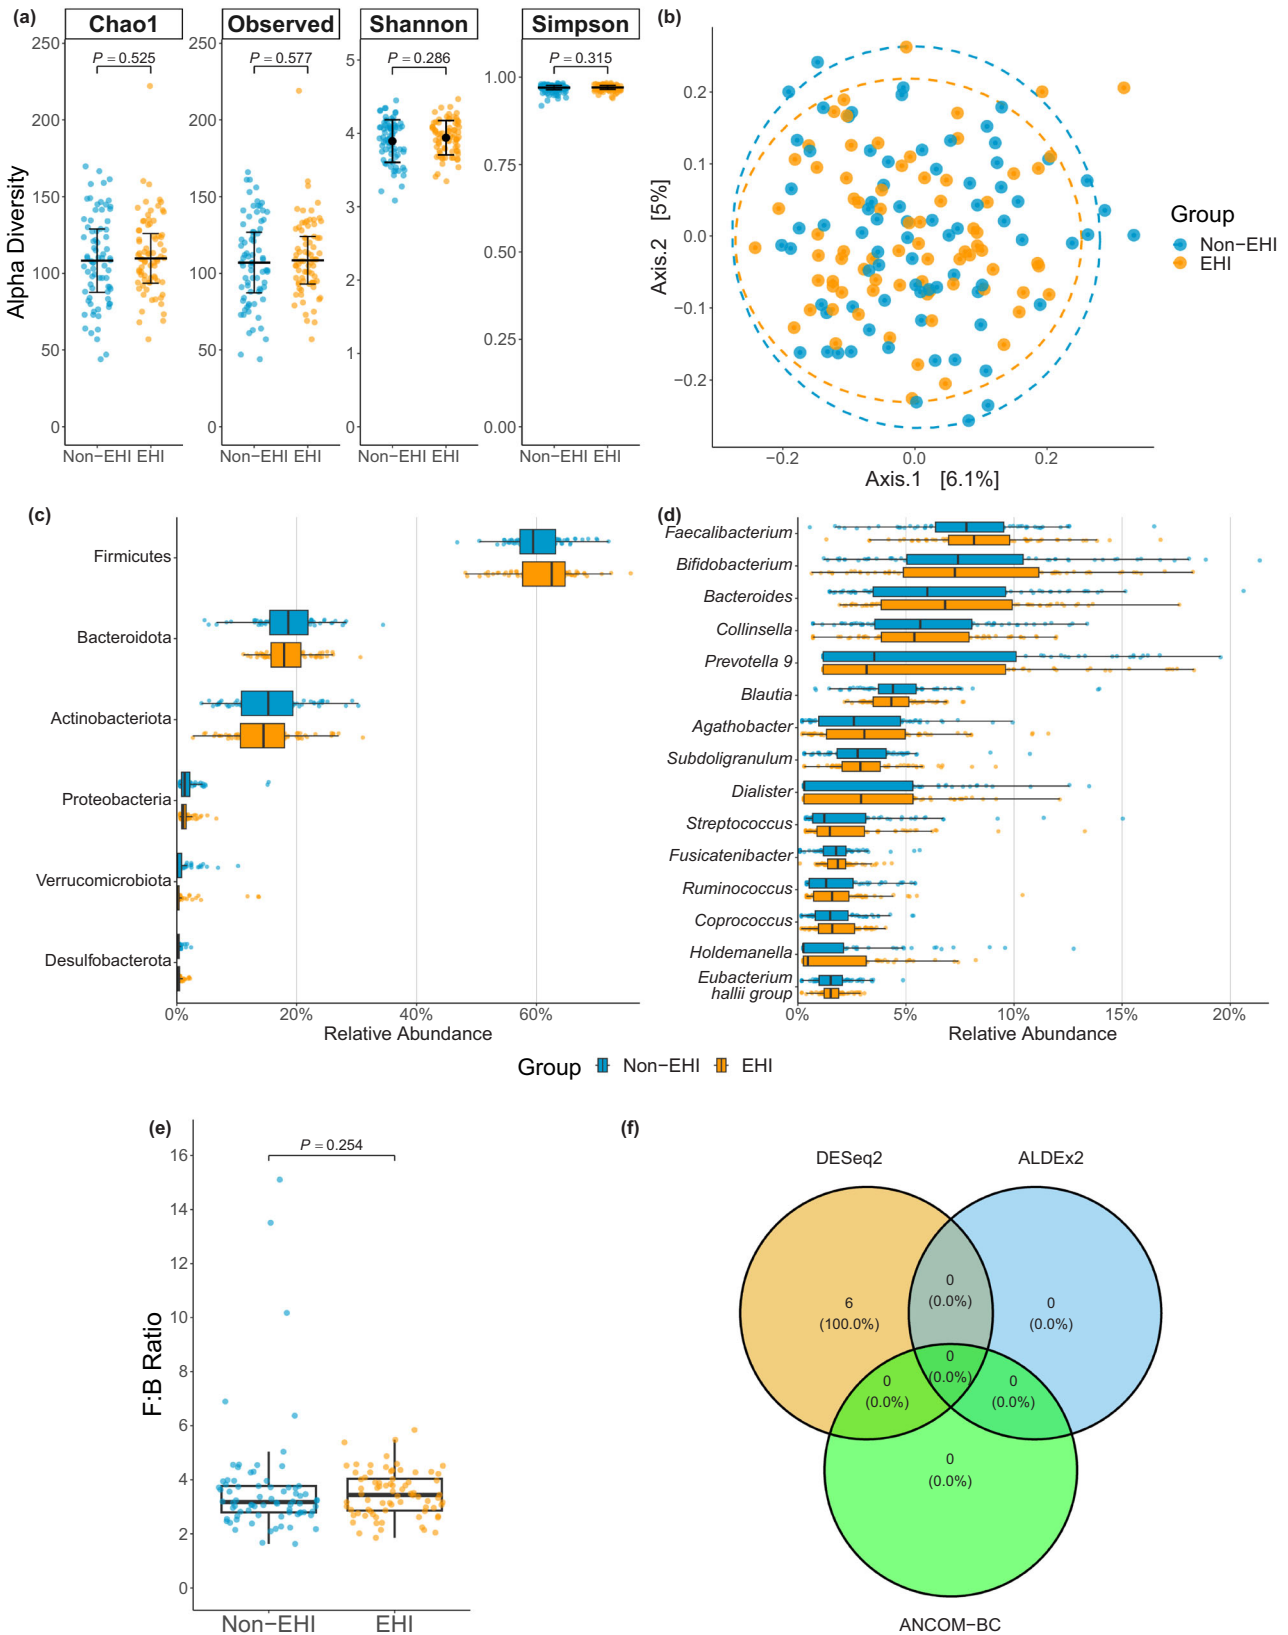 (a)
Chao1
Observed
Shannon
Simpson
P = 0.525
P = 0.577
P = 0.286
P = 0.315
Alpha Diversity
250
200
150
100
50
0
250
200
150
100
50
0
5
4
3
2
1
0
1.00
0.75
0.50
0.25
0.00
Non−EHI EHI
Non−EHI EHI
Non−EHI EHI
Non−EHI EHI
(b)
Axis.2 [5%]
0.2
0.1
0.0
−0.1
−0.2
−0.2
0.0
0.2
Axis.1 [6.1%]
Group
Non−EHI
EHI
(c)
Firmicutes
Bacteroidota
Actinobacteriota
Proteobacteria
Verrucomicrobiota
Desulfobacterota
0%
20%
40%
60%
Relative Abundance
(d)
Faecalibacterium
Bifidobacterium
Bacteroides
Collinsella
Prevotella 9
Blautia
Agathobacter
Subdoligranulum
Dialister
Streptococcus
Fusicatenibacter
Ruminococcus
Coprococcus
Holdemanella
Eubacterium
hallii group
0%
5%
10%
15%
20%
Relative Abundance
Group Non−EHI EHI
(e)
P = 0.254
F:B Ratio
16
14
12
10
8
6
4
2
0
Non−EHI
EHI
(f)
DESeq2
ALDEx2
0
(0.0%)
6
(100.0%)
0
(0.0%)
0
(0.0%)
0
(0.0%)
0
(0.0%)
0
(0.0%)
ANCOM-BC